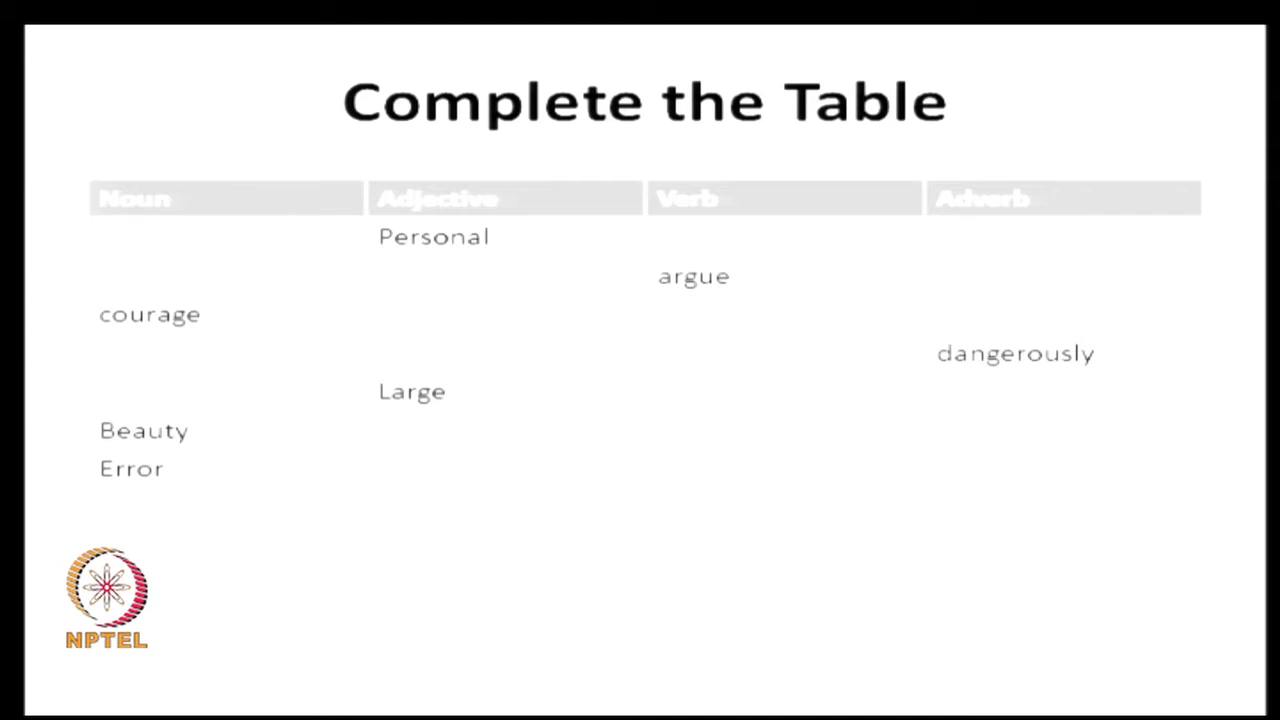 Complete the Table
Noun Adjective Verb Adverb
Personal
argue
courage
dangerously
Large
Beauty
Error
NPTEL